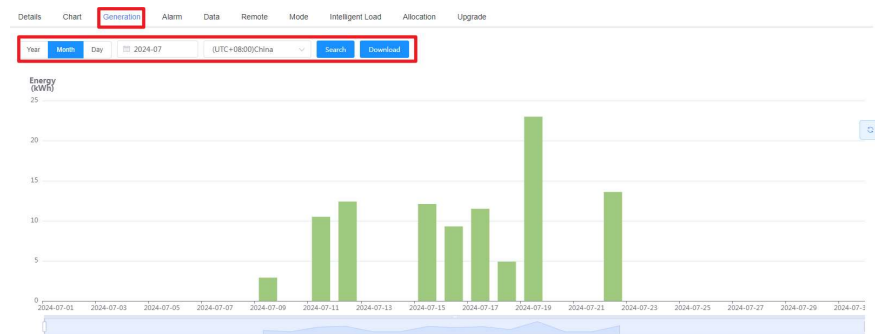 Details Chart Generation Alarm Data Remote Mode Intelligent Load Allocation Upgrade
Year Month Day 2024-07 (UTC+08:00)China Search Download
Energy
(kWh)
25
20
15
10
5
0
2024-07-01 2024-07-03 2024-07-05 2024-07-07 2024-07-09 2024-07-11 2024-07-13 2024-07-15 2024-07-17 2024-07-19 2024-07-21 2024-07-23 2024-07-25 2024-07-27 2024-07-29 2024-07-3